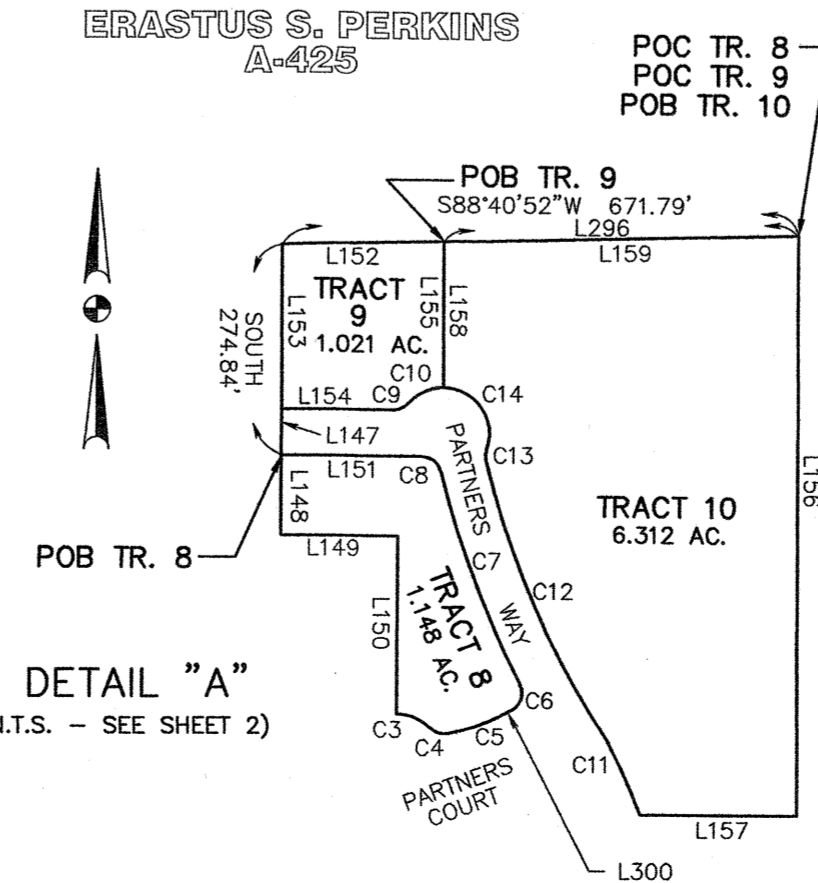 ERASTUS S. PERKINS
A-425
POC TR. 8
POC TR. 9
POB TR. 10
POB TR. 9
S88°40'52"W 671.79'
L296
L152
L159
TRACT
9
1.021 AC.
L153
SOUTH
274.84'
L155
L158
C10
L154
C9
C14
L147
L151
C8
C13
PARTNERS
WAY
L156
L148
TRACT 10
6.312 AC.
POB TR. 8
L149
C7
C12
L150
TRACT 8
1.148 AC.
DETAIL "A"
N.T.S. – SEE SHEET 2)
C6
C3
C4
C5
C11
PARTNERS
COURT
L157
L300